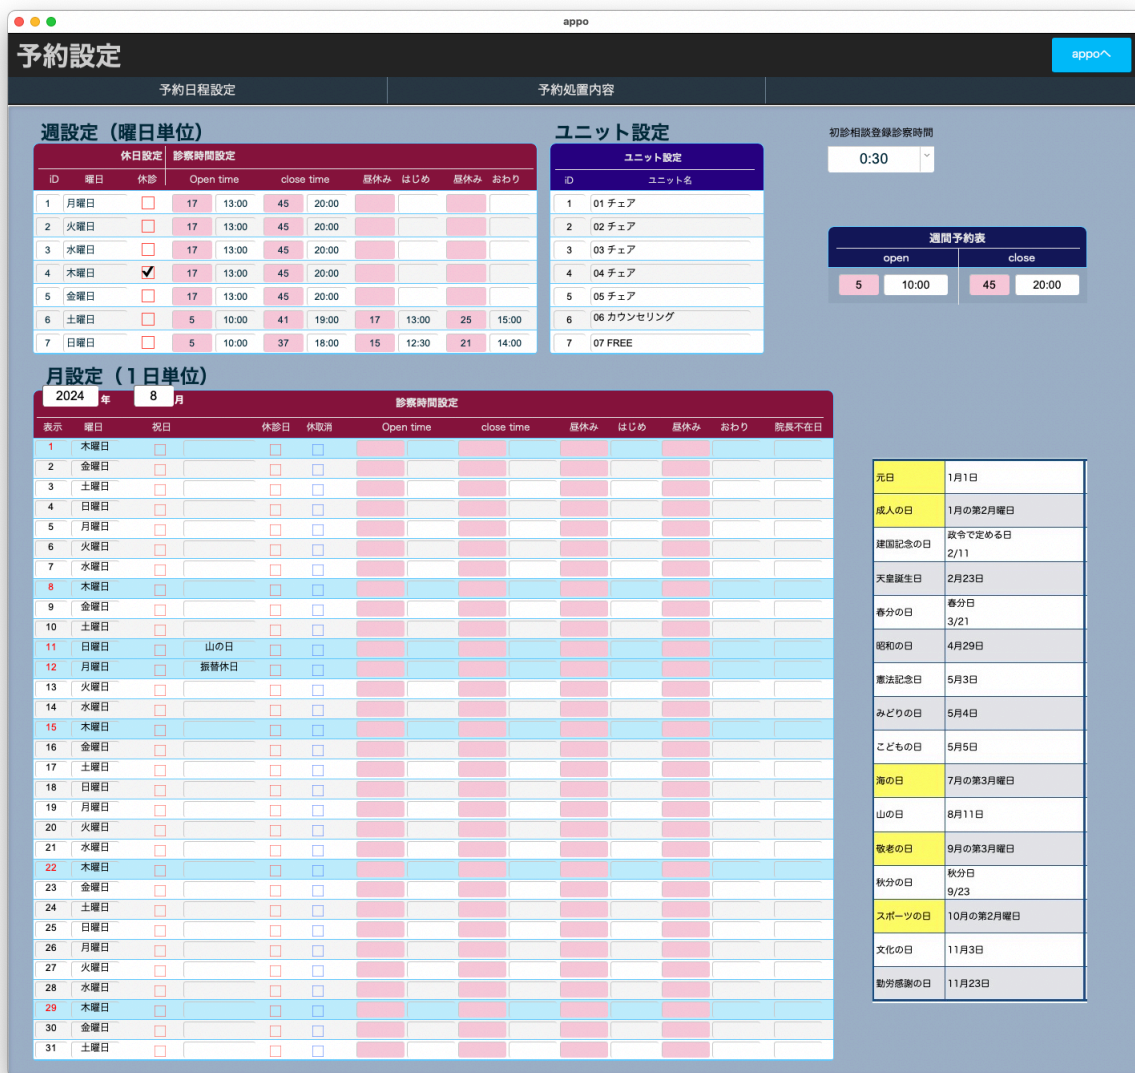 appo
予約設定
appoへ
予約日程設定 予約処置内容
週設定（曜日単位）
休日設定 診察時間設定
iD 曜日 休診 Open time close time 昼休み はじめ 昼休み おわり
1 月曜日 17 13:00 45 20:00
2 火曜日 17 13:00 45 20:00
3 水曜日 17 13:00 45 20:00
4 木曜日 17 13:00 45 20:00
5 金曜日 17 13:00 45 20:00
6 土曜日 5 10:00 41 19:00 17 13:00 25 15:00
7 日曜日 5 10:00 37 18:00 15 12:30 21 14:00
ユニット設定
ユニット設定
iD ユニット名
1 01 チェア
2 02 チェア
3 03 チェア
4 04 チェア
5 05 チェア
6 06 カウンセリング
7 07 FREE
初診相談登録診察時間
0:30
週間予約表
open close
5 10:00 45 20:00
月設定（１日単位）
2024 年 8 月 診察時間設定
表示 曜日 祝日 休診日 休取消 Open time close time 昼休み はじめ 昼休み おわり 院長不在日
1 木曜日
2 金曜日
3 土曜日
4 日曜日
5 月曜日
6 火曜日
7 水曜日
8 木曜日
9 金曜日
10 土曜日
11 日曜日 山の日
12 月曜日 振替休日
13 火曜日
14 水曜日
15 木曜日
16 金曜日
17 土曜日
18 日曜日
19 月曜日
20 火曜日
21 水曜日
22 木曜日
23 金曜日
24 土曜日
25 日曜日
26 月曜日
27 火曜日
28 水曜日
29 木曜日
30 金曜日
31 土曜日
元日 1月1日
成人の日 1月の第2月曜日
建国記念の日 政令で定める日
2/11
天皇誕生日 2月23日
春分の日 春分日
3/21
昭和の日 4月29日
憲法記念日 5月3日
みどりの日 5月4日
こどもの日 5月5日
海の日 7月の第3月曜日
山の日 8月11日
敬老の日 9月の第3月曜日
秋分の日 秋分日
9/23
スポーツの日 10月の第2月曜日
文化の日 11月3日
勤労感謝の日 11月23日